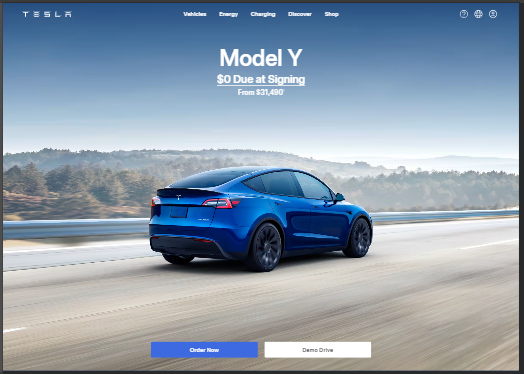 TESLA
Vehicles Energy Charging Discover Shop
Model Y
$0 Due at Signing
From $31,490
Order Now
Demo Drive